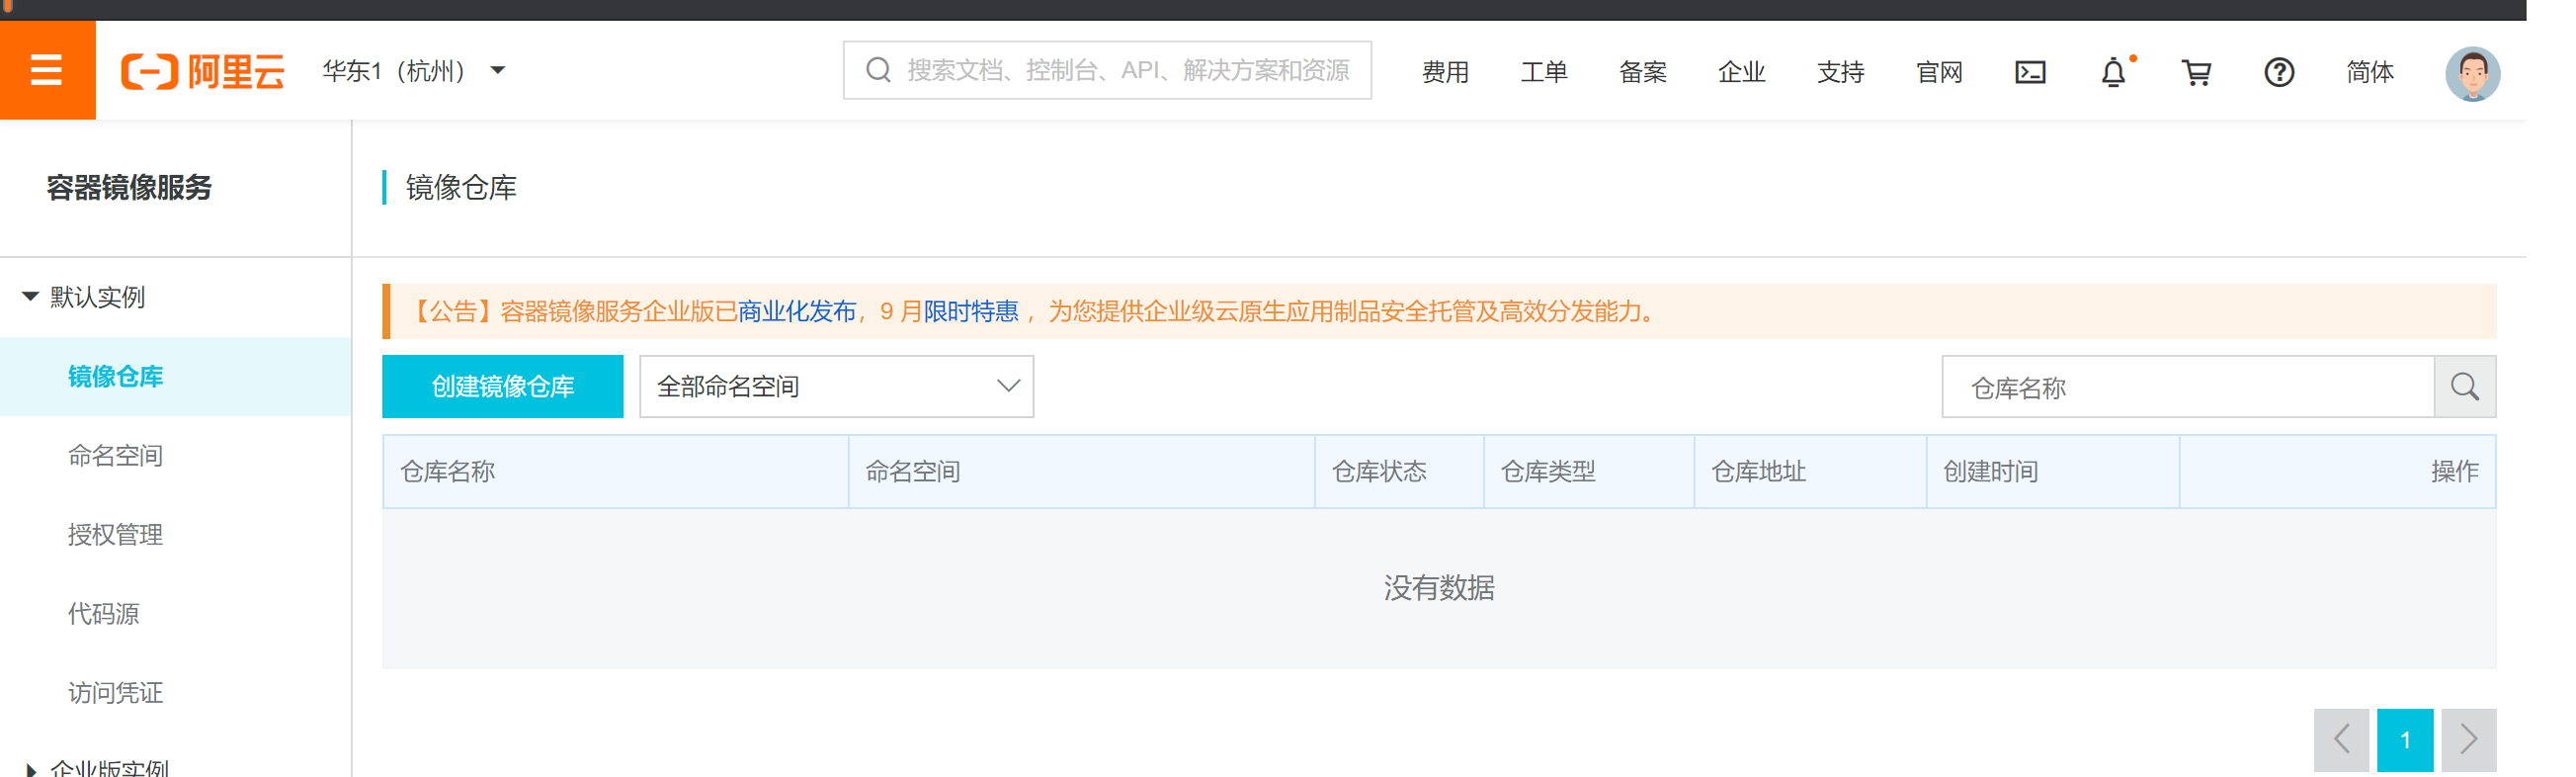 阿里云 华东1（杭州） 搜索文档、控制台、API、解决方案和资源 费用 工单 备案 企业 支持 官网 简体
容器镜像服务
镜像仓库
默认实例
镜像仓库
命名空间
授权管理
代码源
访问凭证
企业版实例
【公告】容器镜像服务企业版已商业化发布，9 月限时特惠 ，为您提供企业级云原生应用制品安全托管及高效分发能力。
创建镜像仓库 全部命名空间 仓库名称
仓库名称 命名空间 仓库状态 仓库类型 仓库地址 创建时间 操作
没有数据
1